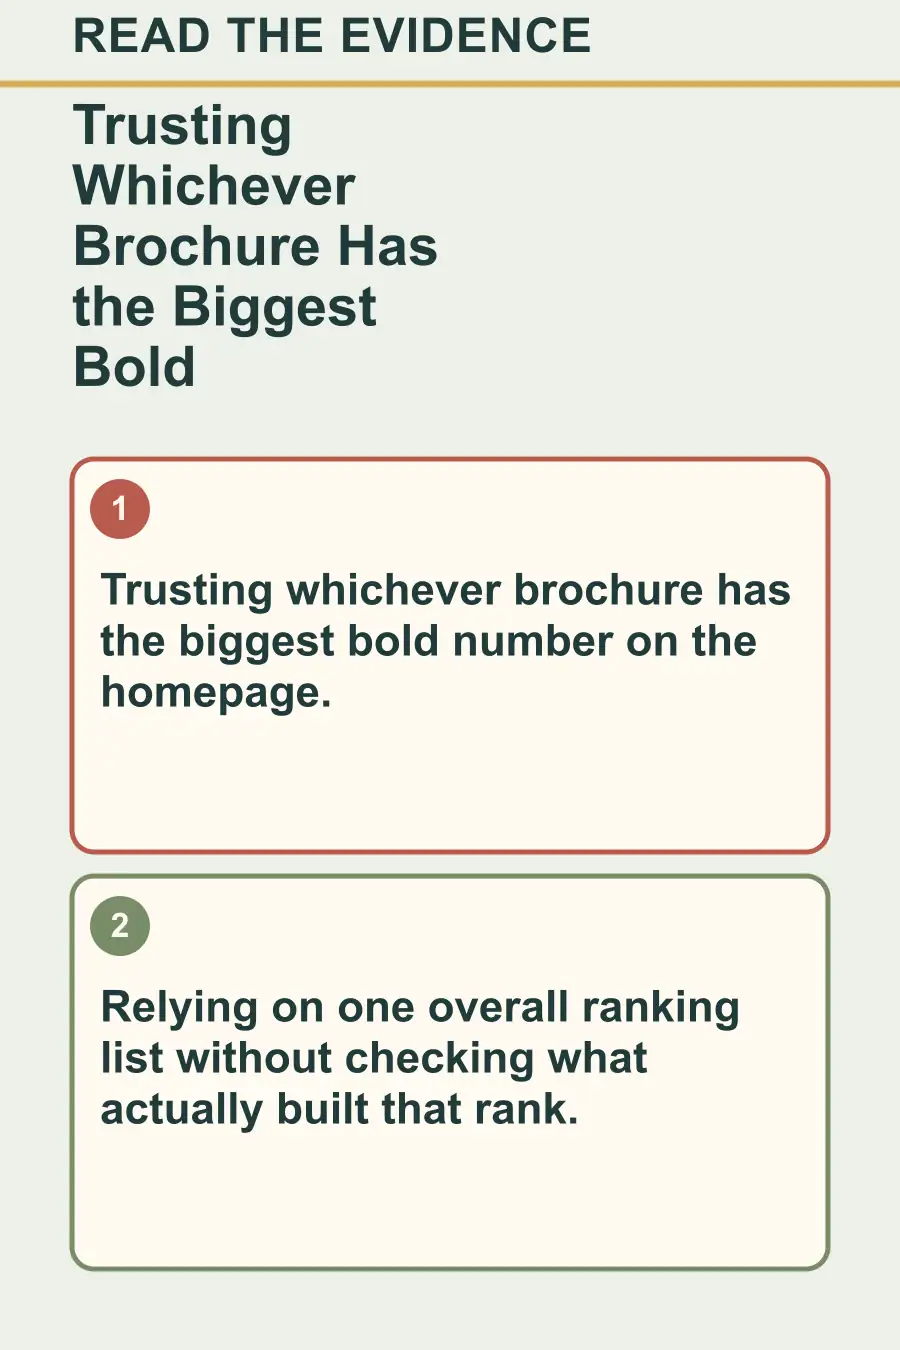 READ THE EVIDENCE
Trusting
Whichever
Brochure Has
the Biggest
Bold
1
Trusting whichever brochure has
the biggest bold number on the
homepage.
2
Relying on one overall ranking
list without checking what
actually built that rank.